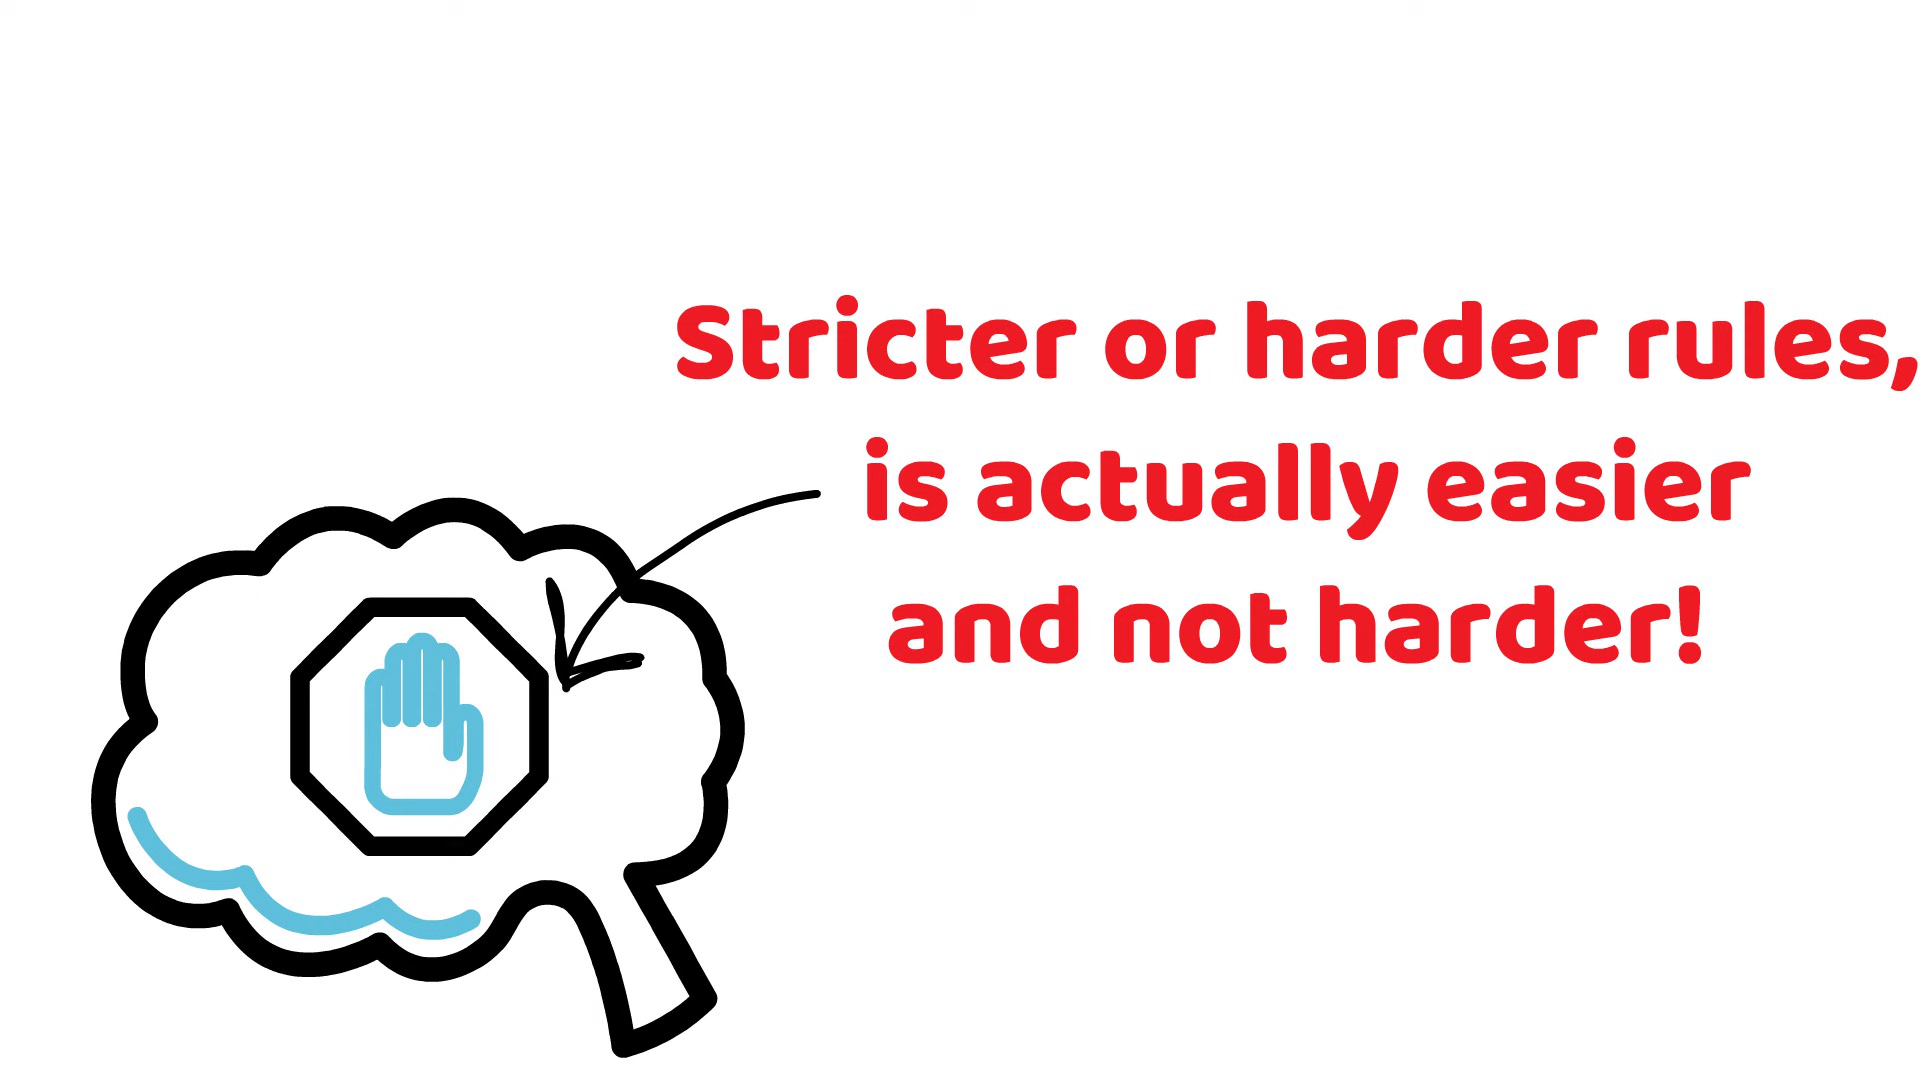 Stricter or harder rules,
is actually easier
and not harder!